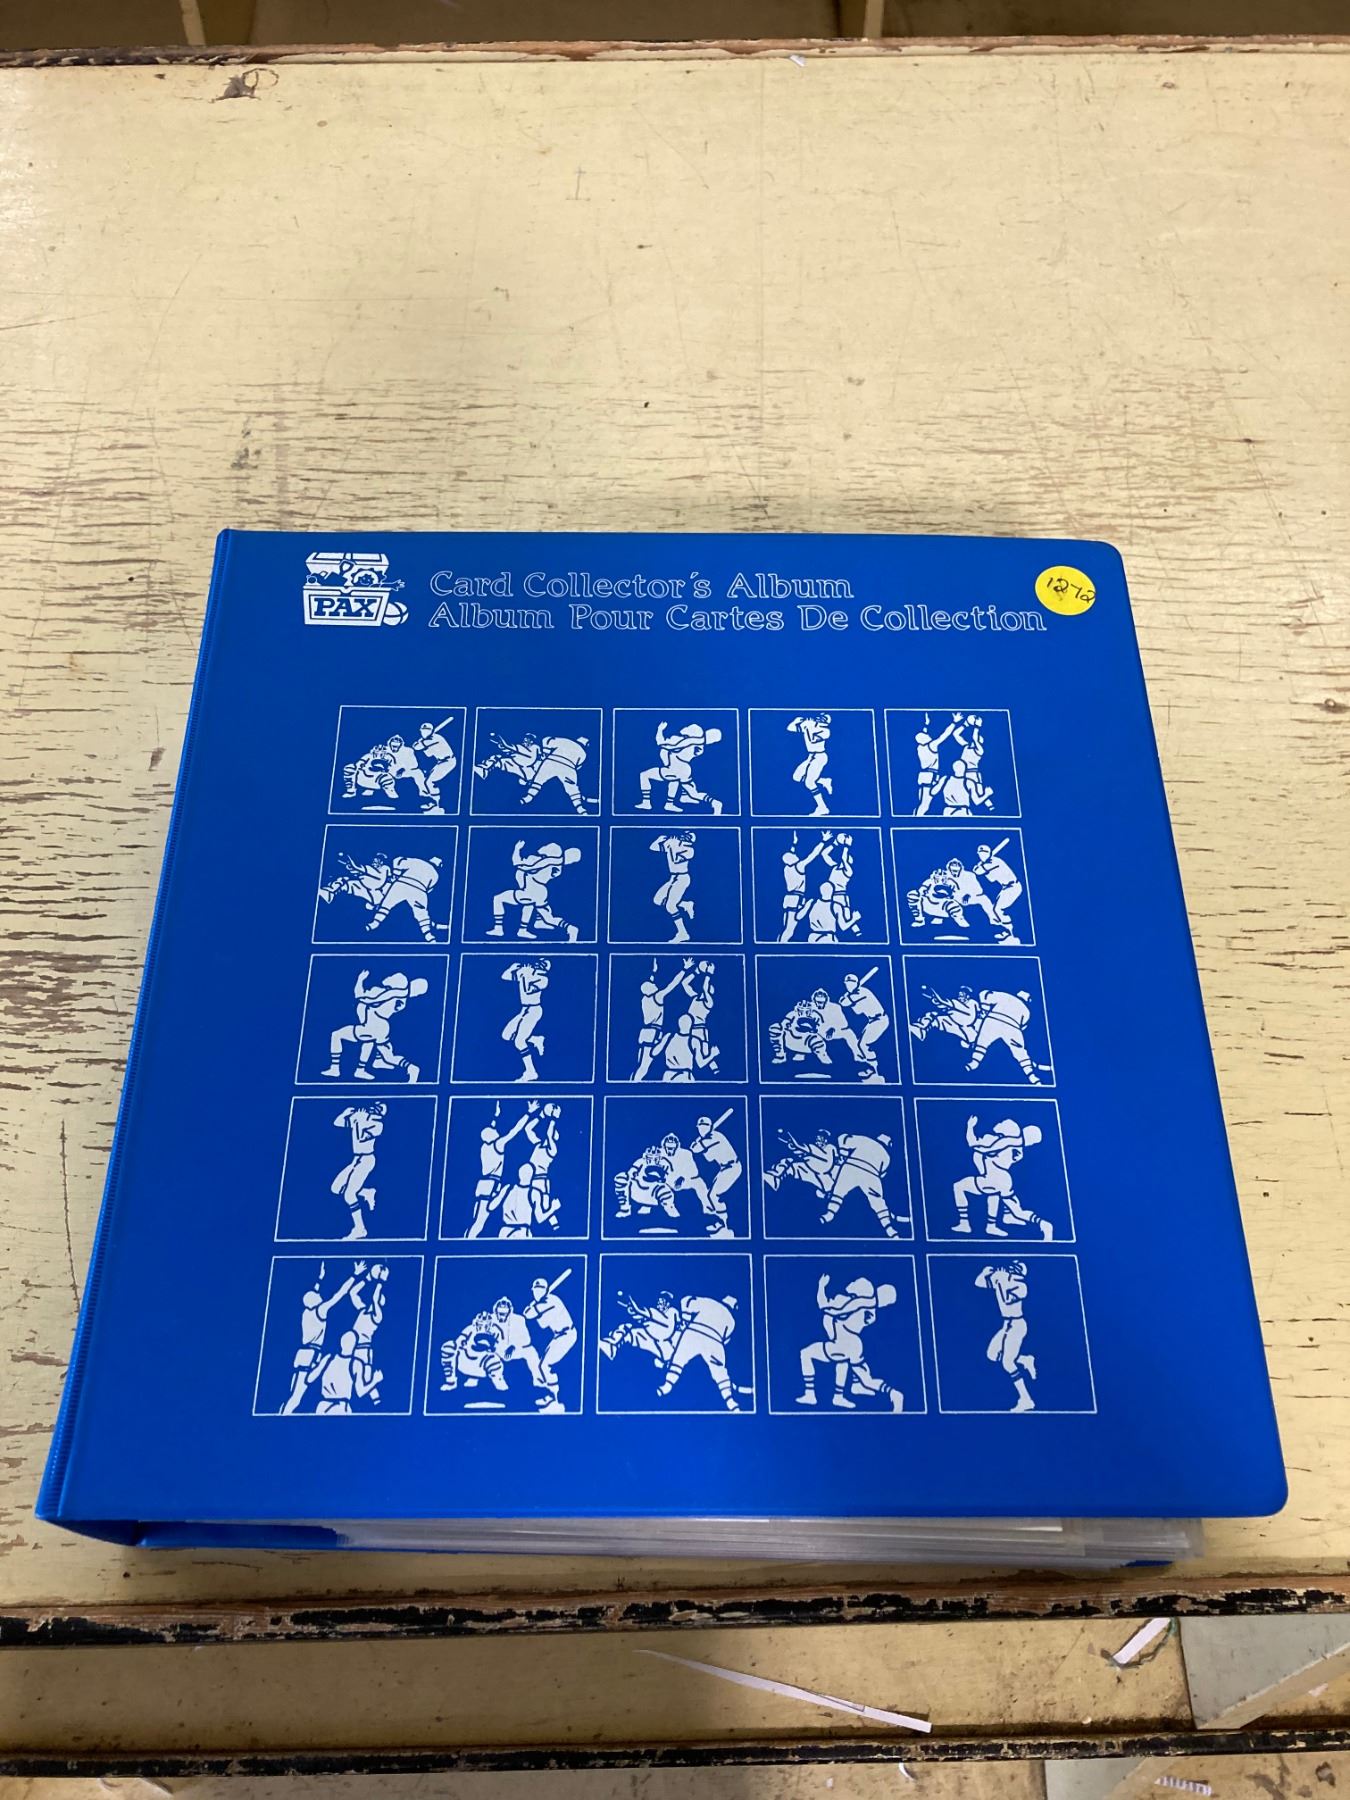 PAX
Card Collector's Album
Album Pour Cartes De Collection
1272